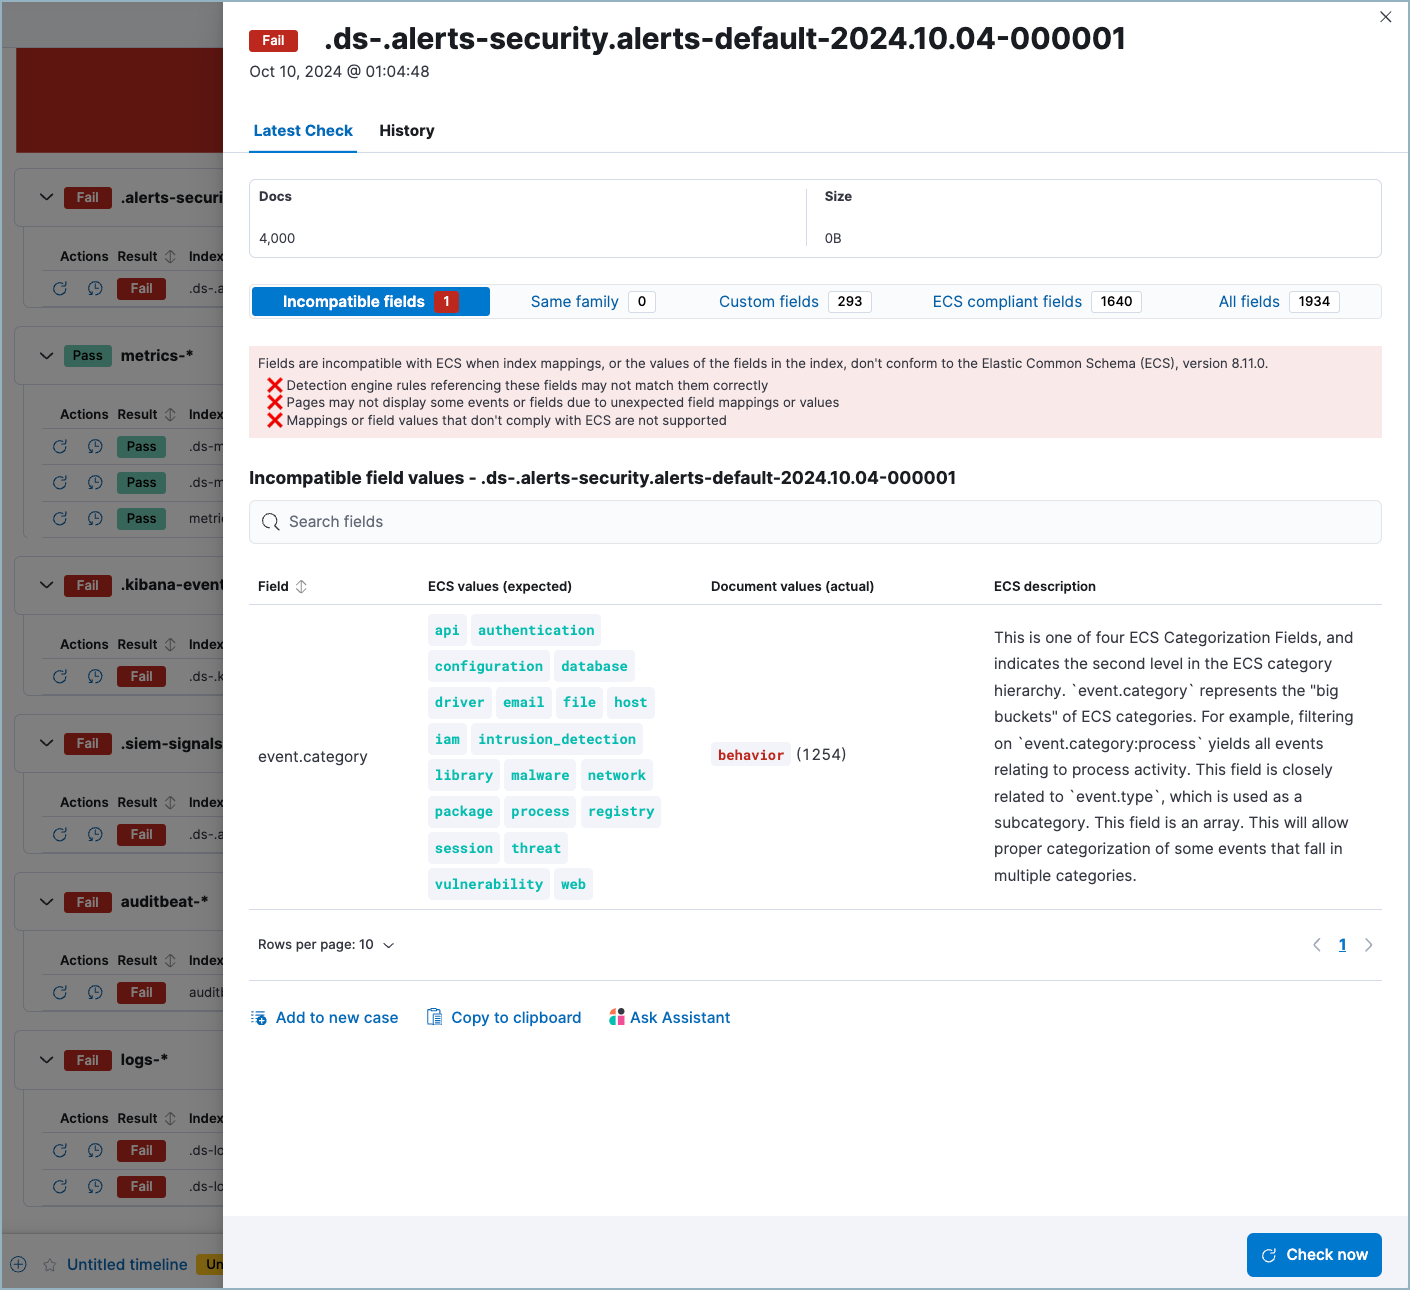 Fail .ds-.alerts-security.alerts-default-2024.10.04-000001
Oct 10, 2024 @ 01:04:48
Latest Check History
Docs Size
4,000 0B
Incompatible fields 1 Same family 0 Custom fields 293 ECS compliant fields 1640 All fields 1934
Fields are incompatible with ECS when index mappings, or the values of the fields in the index, don't conform to the Elastic Common Schema (ECS), version 8.11.0.
❌ Detection engine rules referencing these fields may not match them correctly
❌ Pages may not display some events or fields due to unexpected field mappings or values
❌ Mappings or field values that don't comply with ECS are not supported
Incompatible field values - .ds-.alerts-security.alerts-default-2024.10.04-000001
Search fields
Field ECS values (expected) Document values (actual) ECS description
event.category
api authentication
configuration database
driver email file host
iam intrusion_detection
library malware network
package process registry
session threat
vulnerability web
behavior (1254)
This is one of four ECS Categorization Fields, and
indicates the second level in the ECS category
hierarchy. `event.category` represents the "big
buckets" of ECS categories. For example, filtering
on `event.category:process` yields all events
relating to process activity. This field is closely
related to `event.type`, which is used as a
subcategory. This field is an array. This will allow
proper categorization of some events that fall in
multiple categories.
Rows per page: 10
1
Add to new case Copy to clipboard Ask Assistant
Check now
Fail .alerts-securi
Actions Result Index
Fail .ds-.a
Pass metrics-*
Actions Result Index
Pass .ds-m
Pass .ds-m
Pass metri
Fail .kibana-event
Actions Result Index
Fail .ds-.k
Fail .siem-signals
Actions Result Index
Fail .ds-.a
Fail auditbeat-*
Actions Result Index
Fail auditb
Fail logs-*
Actions Result Index
Fail .ds-lo
Fail .ds-lo
Untitled timeline Un